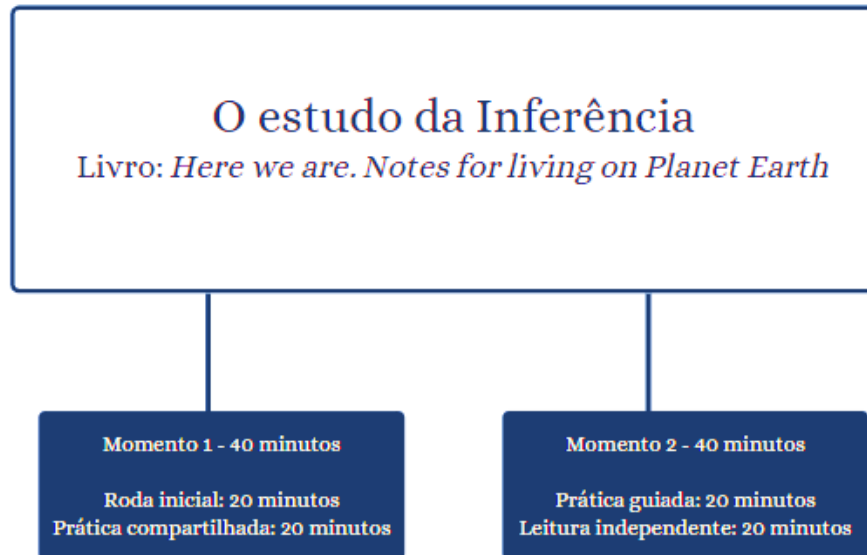 O estudo da Inferência
Livro: Here we are. Notes for living on Planet Earth
Momento 1 - 40 minutos
Roda inicial: 20 minutos
Prática compartilhada: 20 minutos
Momento 2 - 40 minutos
Prática guiada: 20 minutos
Leitura independente: 20 minutos